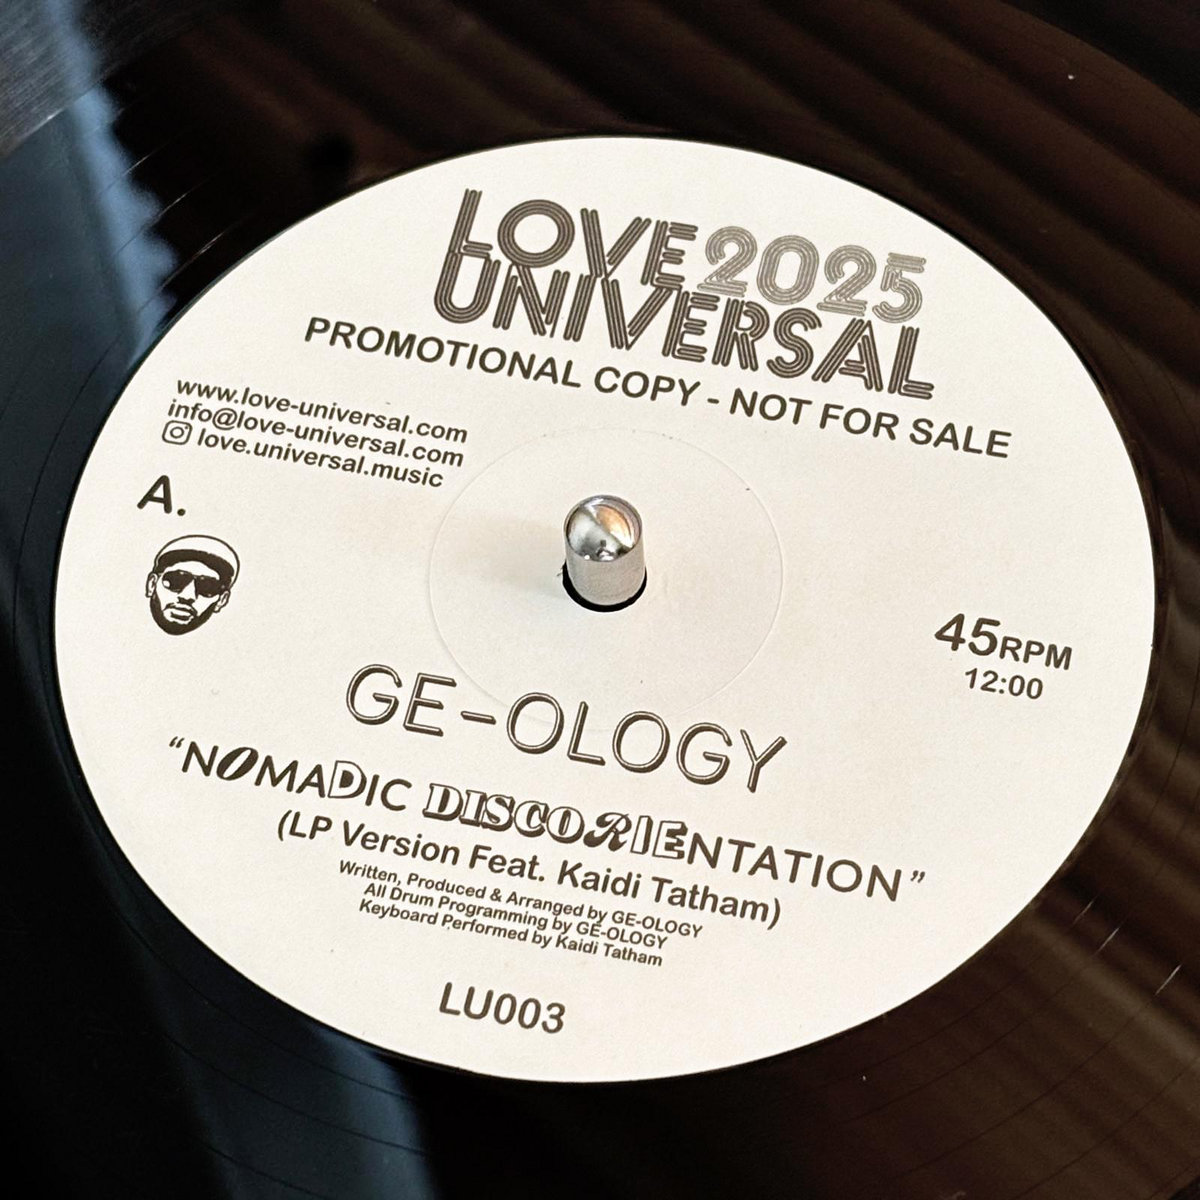 LOVE 2025
UNIVERSAL
PROMOTIONAL COPY - NOT FOR SALE
www.love-universal.com
info@love-universal.com
love.universal.music
A.
45RPM
12:00
GE-OLOGY
“NOMADIC DISCORIENTATION”
(LP Version Feat. Kaidi Tatham)
Written, Produced & Arranged by GE-OLOGY
All Drum Programming by GE-OLOGY
Keyboard Performed by Kaidi Tatham
LU003